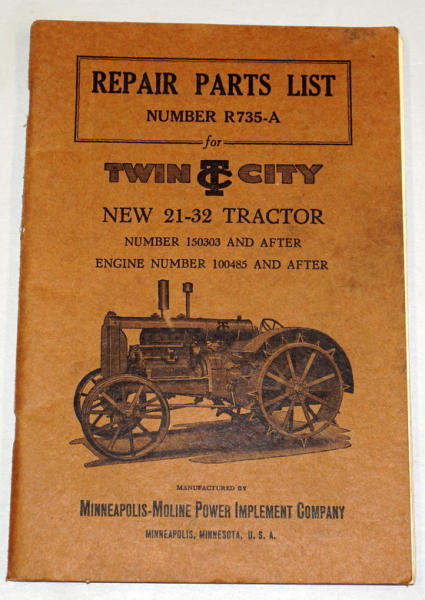 REPAIR PARTS LIST
NUMBER R735-A
for
TWIN TC CITY
NEW 21-32 TRACTOR
NUMBER 150303 AND AFTER
ENGINE NUMBER 100485 AND AFTER
MANUFACTURED BY
MINNEAPOLIS-MOLINE POWER IMPLEMENT COMPANY
MINNEAPOLIS, MINNESOTA, U. S. A.